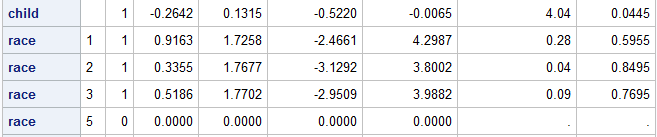 child 1 -0.2642 0.1315 -0.5220 -0.0065 4.04 0.0445
race 1 1 0.9163 1.7258 -2.4661 4.2987 0.28 0.5955
race 2 1 0.3355 1.7677 -3.1292 3.8002 0.04 0.8495
race 3 1 0.5186 1.7702 -2.9509 3.9882 0.09 0.7695
race 5 0 0.0000 0.0000 0.0000 0.0000 . .